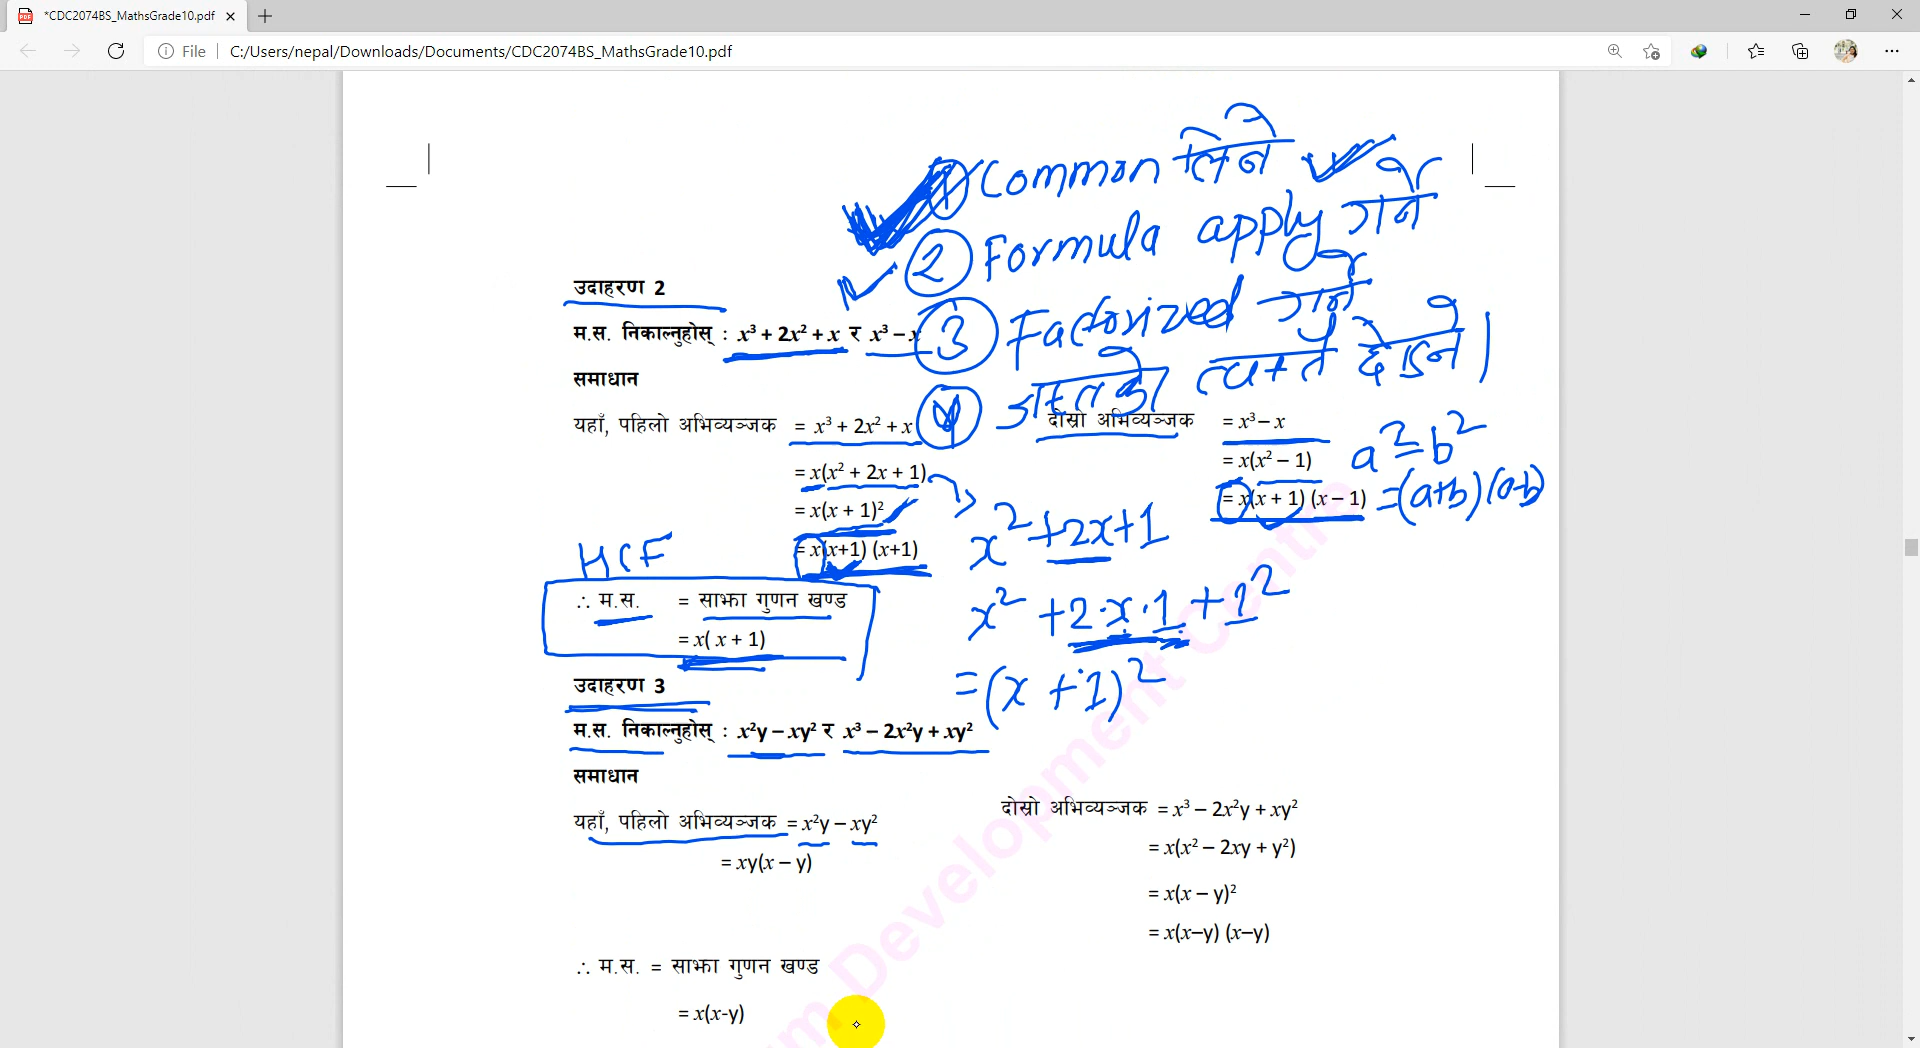 *CDC2074BS_MathsGrade10.pdf
File C:/Users/nepal/Downloads/Documents/CDC2074BS_MathsGrade10.pdf
① Common लिने
② Formula apply गर्ने
③ Factorized गर्ने
उदाहरण 2
म.स. निकाल्नुहोस् : x³ + 2x² + x र x³ – x
समाधान
यहाँ, पहिलो अभिव्यञ्जक = x³ + 2x² + x
= x(x² + 2x + 1)
= x(x + 1)²
= x(x+1) (x+1)
दोस्रो अभिव्यञ्जक = x³– x
= x(x² – 1)
= x(x + 1) (x – 1)
a² – b²
=(a+b)(a-b)
x²+2x+1
x² +2·x·1 +1²
=(x +1)²
HCF
∴ म.स. = साझा गुणन खण्ड
= x( x + 1)
उदाहरण 3
म.स. निकाल्नुहोस् : x²y – xy² र x³ – 2x²y + xy²
समाधान
यहाँ, पहिलो अभिव्यञ्जक = x²y – xy²
= xy(x – y)
दोस्रो अभिव्यञ्जक = x³ – 2x²y + xy²
= x(x² – 2xy + y²)
= x(x – y)²
= x(x–y) (x–y)
∴ म.स. = साझा गुणन खण्ड
= x(x-y)
Development Centre